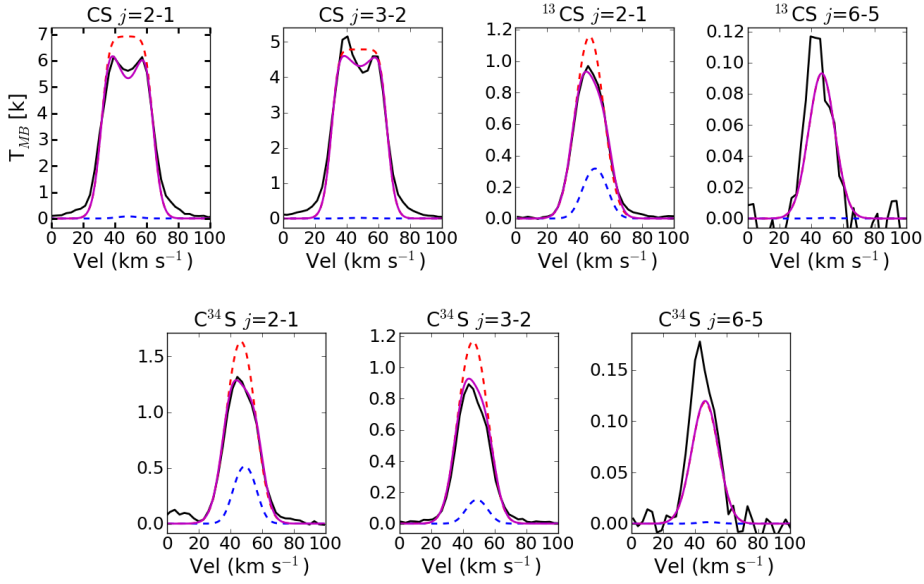 CS j=2-1
CS j=3-2
¹³CS j=2-1
¹³CS j=6-5
T_MB [k]
7
6
5
4
3
2
1
0
5
4
3
2
1
0
1.2
1.0
0.8
0.6
0.4
0.2
0.0
0.12
0.10
0.08
0.06
0.04
0.02
0.00
0 20 40 60 80 100
0 20 40 60 80 100
0 20 40 60 80 100
0 20 40 60 80 100
Vel (km s⁻¹)
Vel (km s⁻¹)
Vel (km s⁻¹)
Vel (km s⁻¹)
C³⁴S j=2-1
C³⁴S j=3-2
C³⁴S j=6-5
1.5
1.0
0.5
0.0
1.2
1.0
0.8
0.6
0.4
0.2
0.0
0.15
0.10
0.05
0.00
0 20 40 60 80 100
0 20 40 60 80 100
0 20 40 60 80 100
Vel (km s⁻¹)
Vel (km s⁻¹)
Vel (km s⁻¹)